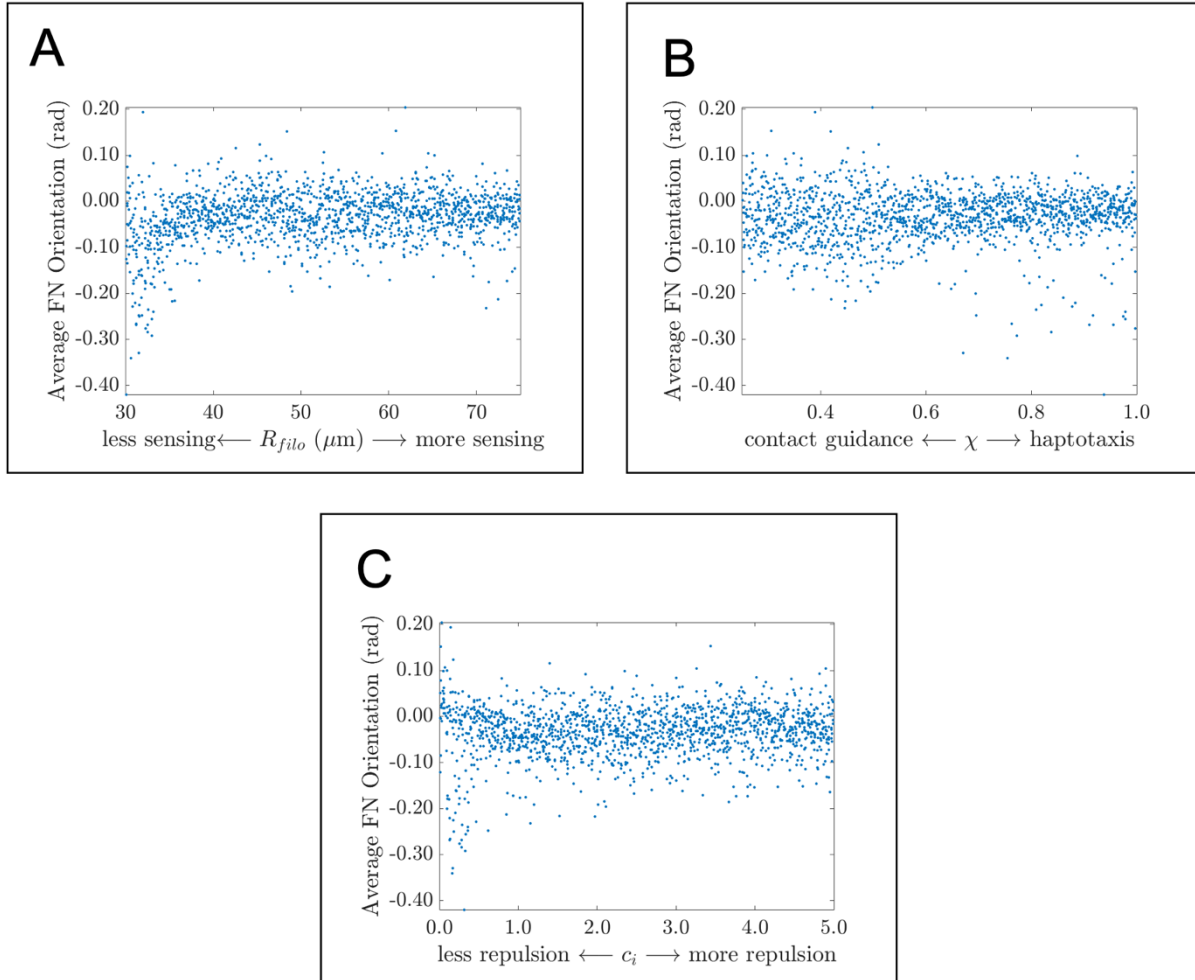 A
Average FN Orientation (rad)
0.20
0.10
0.00
-0.10
-0.20
-0.30
-0.40
30 40 50 60 70
less sensing⟵ R_filo (μm) ⟶ more sensing
B
Average FN Orientation (rad)
0.20
0.10
0.00
-0.10
-0.20
-0.30
-0.40
0.4 0.6 0.8 1.0
contact guidance ⟵ χ ⟶ haptotaxis
C
Average FN Orientation (rad)
0.20
0.10
0.00
-0.10
-0.20
-0.30
-0.40
0.0 1.0 2.0 3.0 4.0 5.0
less repulsion ⟵ c_i ⟶ more repulsion